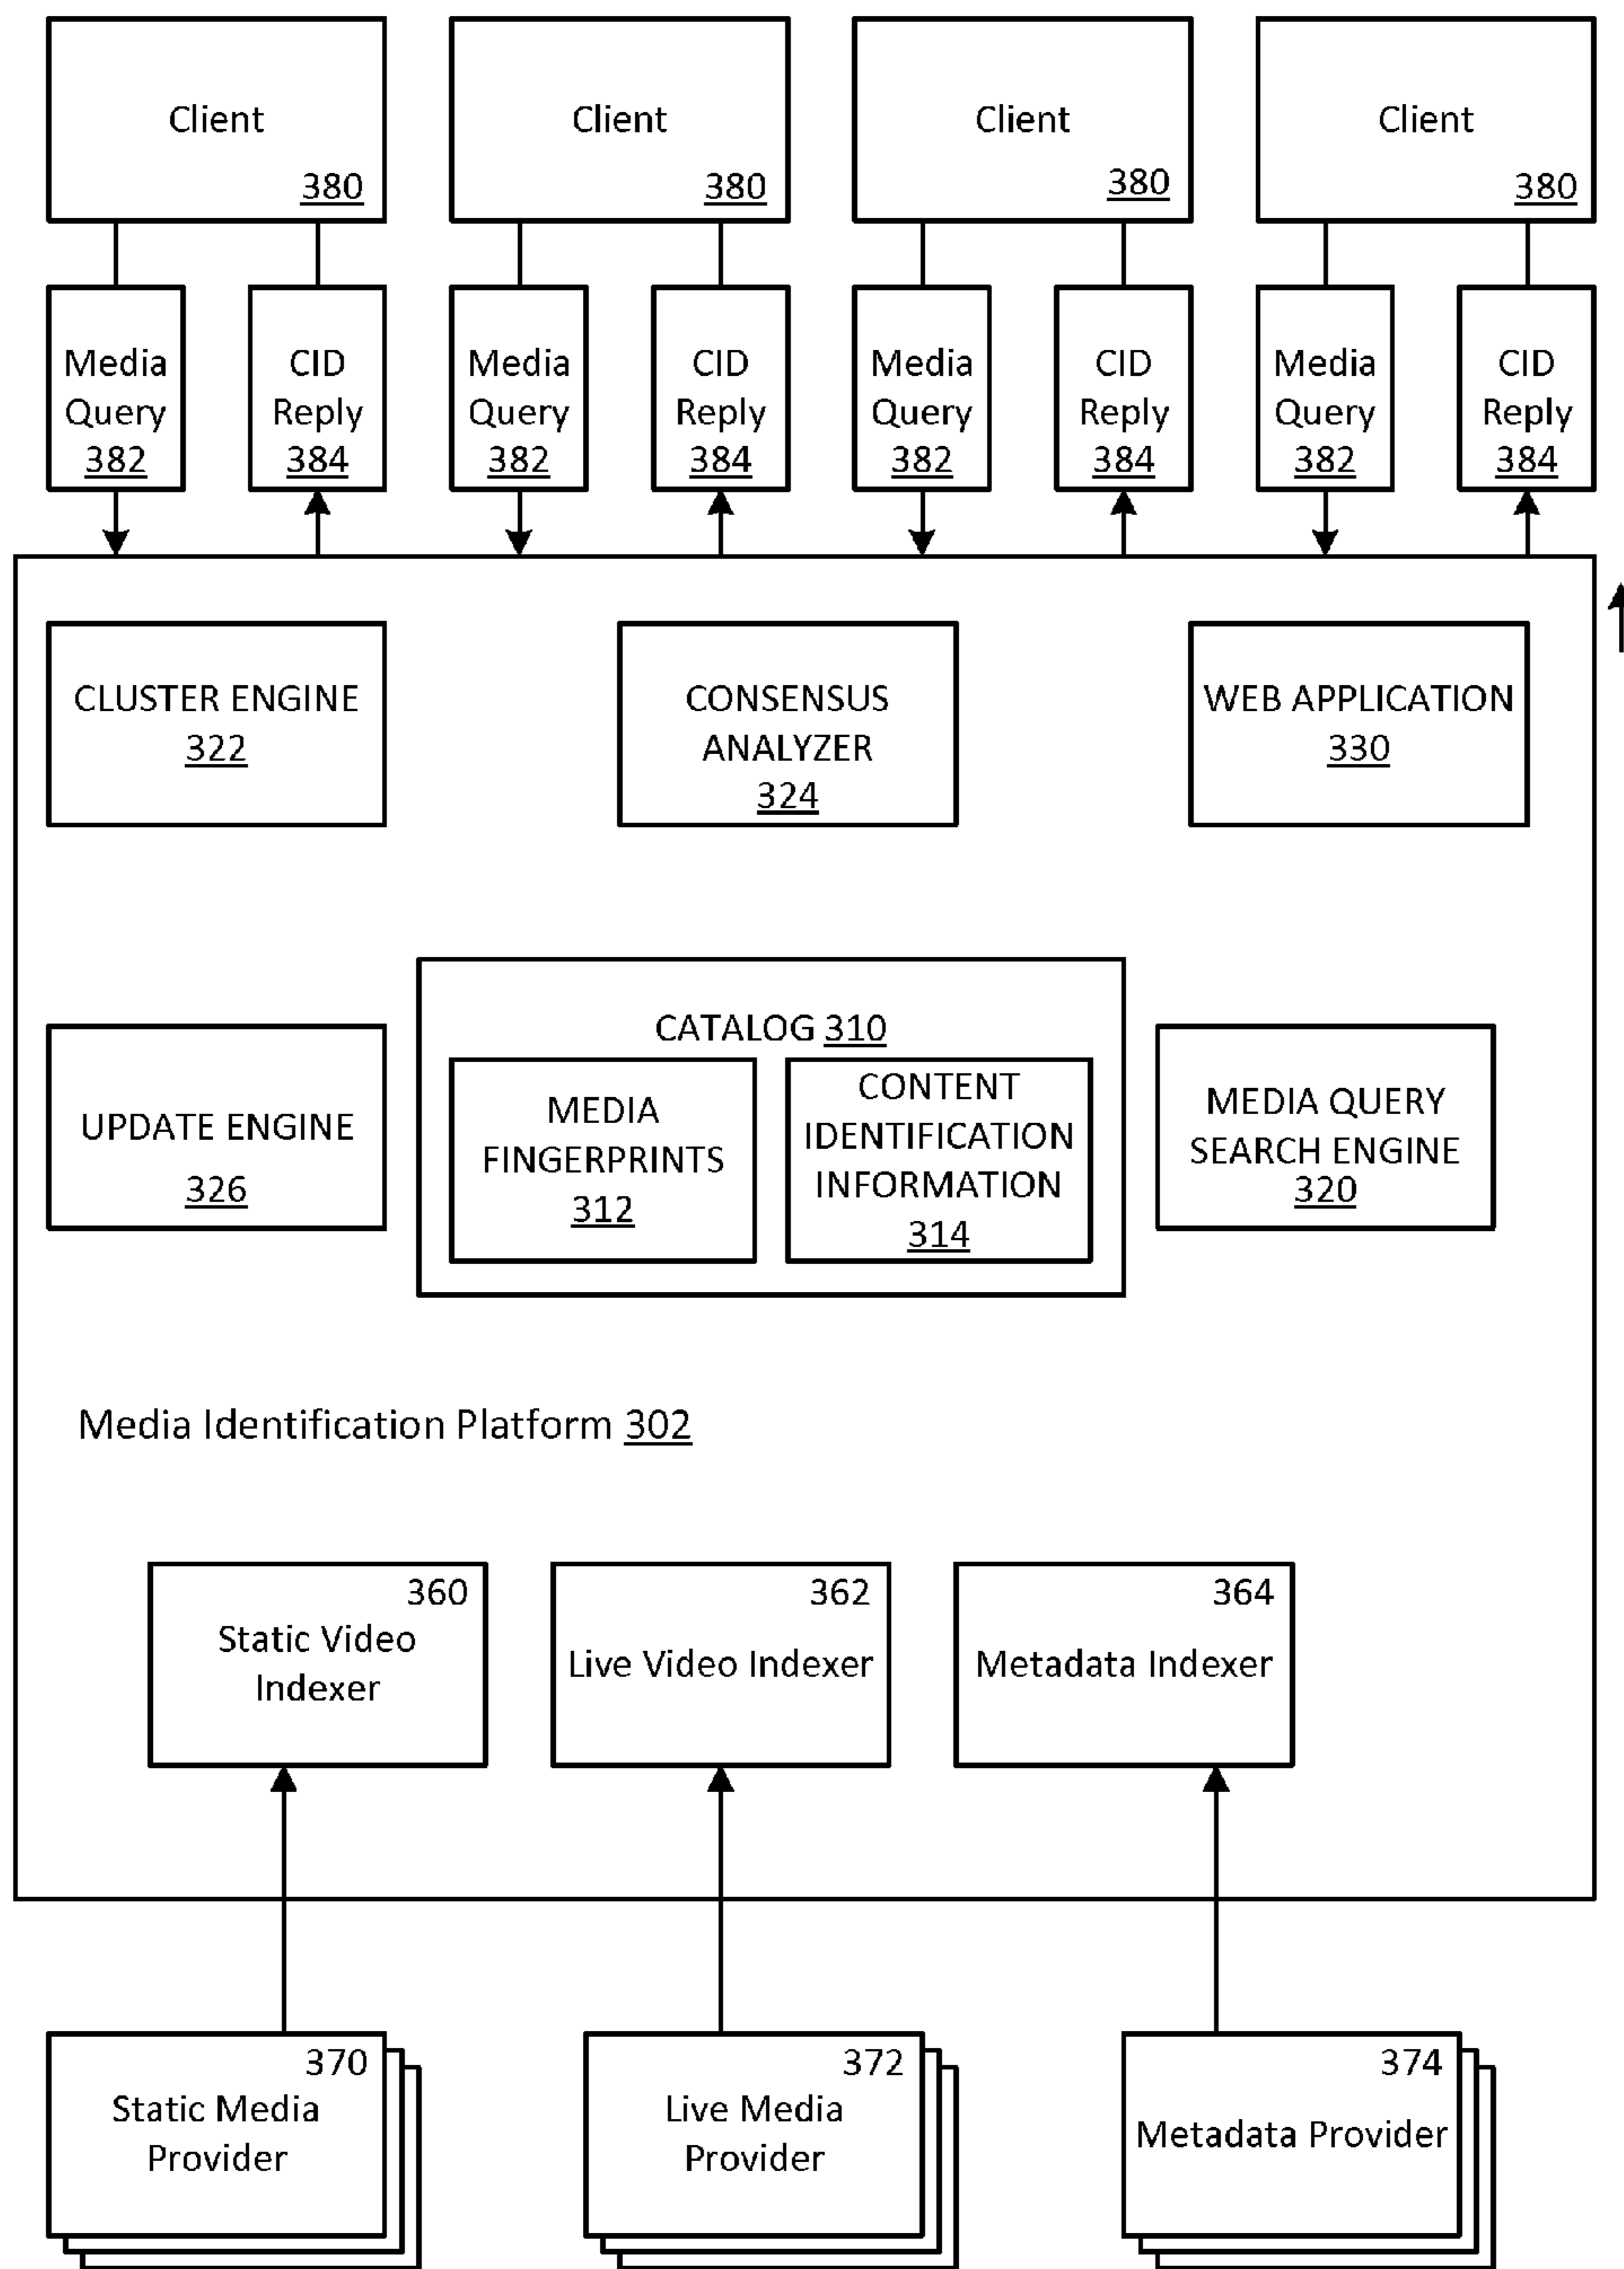 Client
380
Client
380
Client
380
Client
380
Media
Query
382
CID
Reply
384
Media
Query
382
CID
Reply
384
Media
Query
382
CID
Reply
384
Media
Query
382
CID
Reply
384
CLUSTER ENGINE
322
CONSENSUS
ANALYZER
324
WEB APPLICATION
330
UPDATE ENGINE
326
CATALOG 310
MEDIA
FINGERPRINTS
312
CONTENT
IDENTIFICATION
INFORMATION
314
MEDIA QUERY
SEARCH ENGINE
320
Media Identification Platform 302
360
Static Video
Indexer
362
Live Video Indexer
364
Metadata Indexer
370
Static Media
Provider
372
Live Media
Provider
374
Metadata Provider